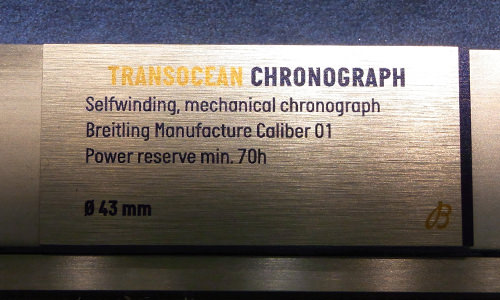 TRANSOCEAN CHRONOGRAPH
Selfwinding, mechanical chronograph
Breitling Manufacture Caliber 01
Power reserve min. 70h
Ø 43 mm
B